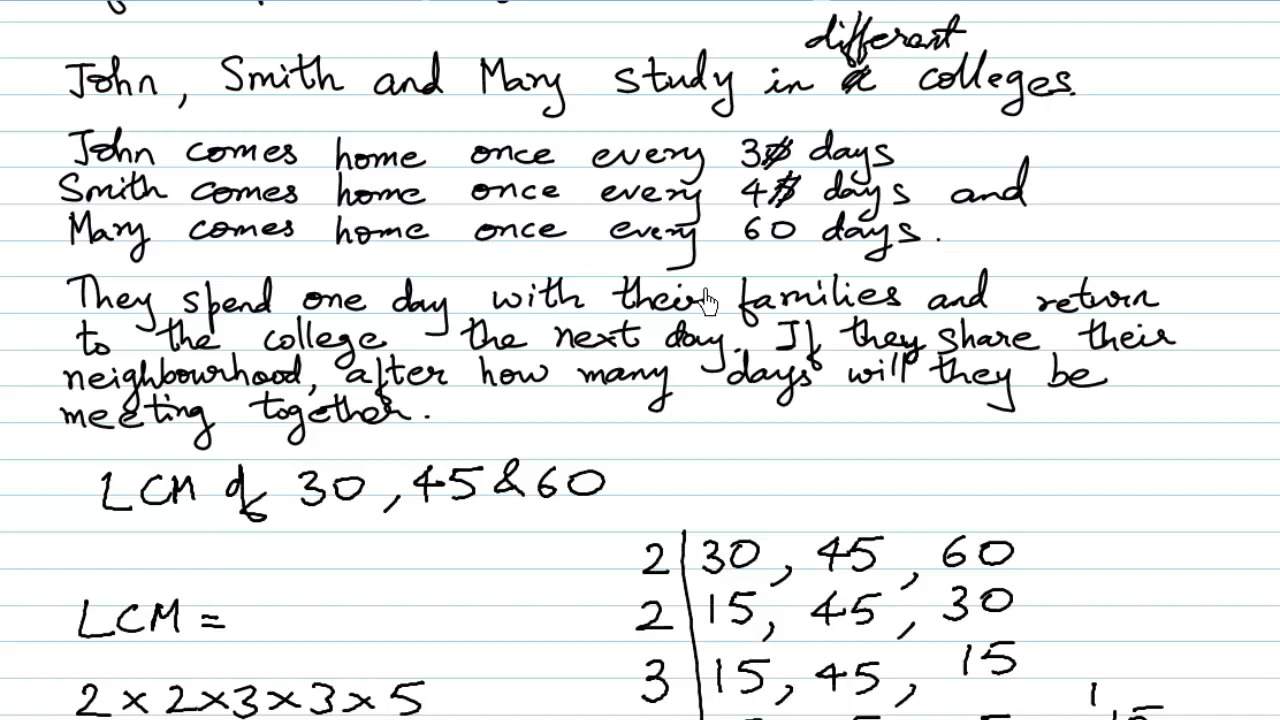 John, Smith and Mary study in different colleges.
John comes home once every 30 days
Smith comes home once every 45 days and
Mary comes home once every 60 days.
They spend one day with their families and return
to the college the next day. If they share their
neighbourhood, after how many days will they be
meeting together.
LCM of 30, 45 & 60
2 | 30, 45, 60
2 | 15, 45, 30
3 | 15, 45, 15
LCM =
2 × 2 × 3 × 3 × 5